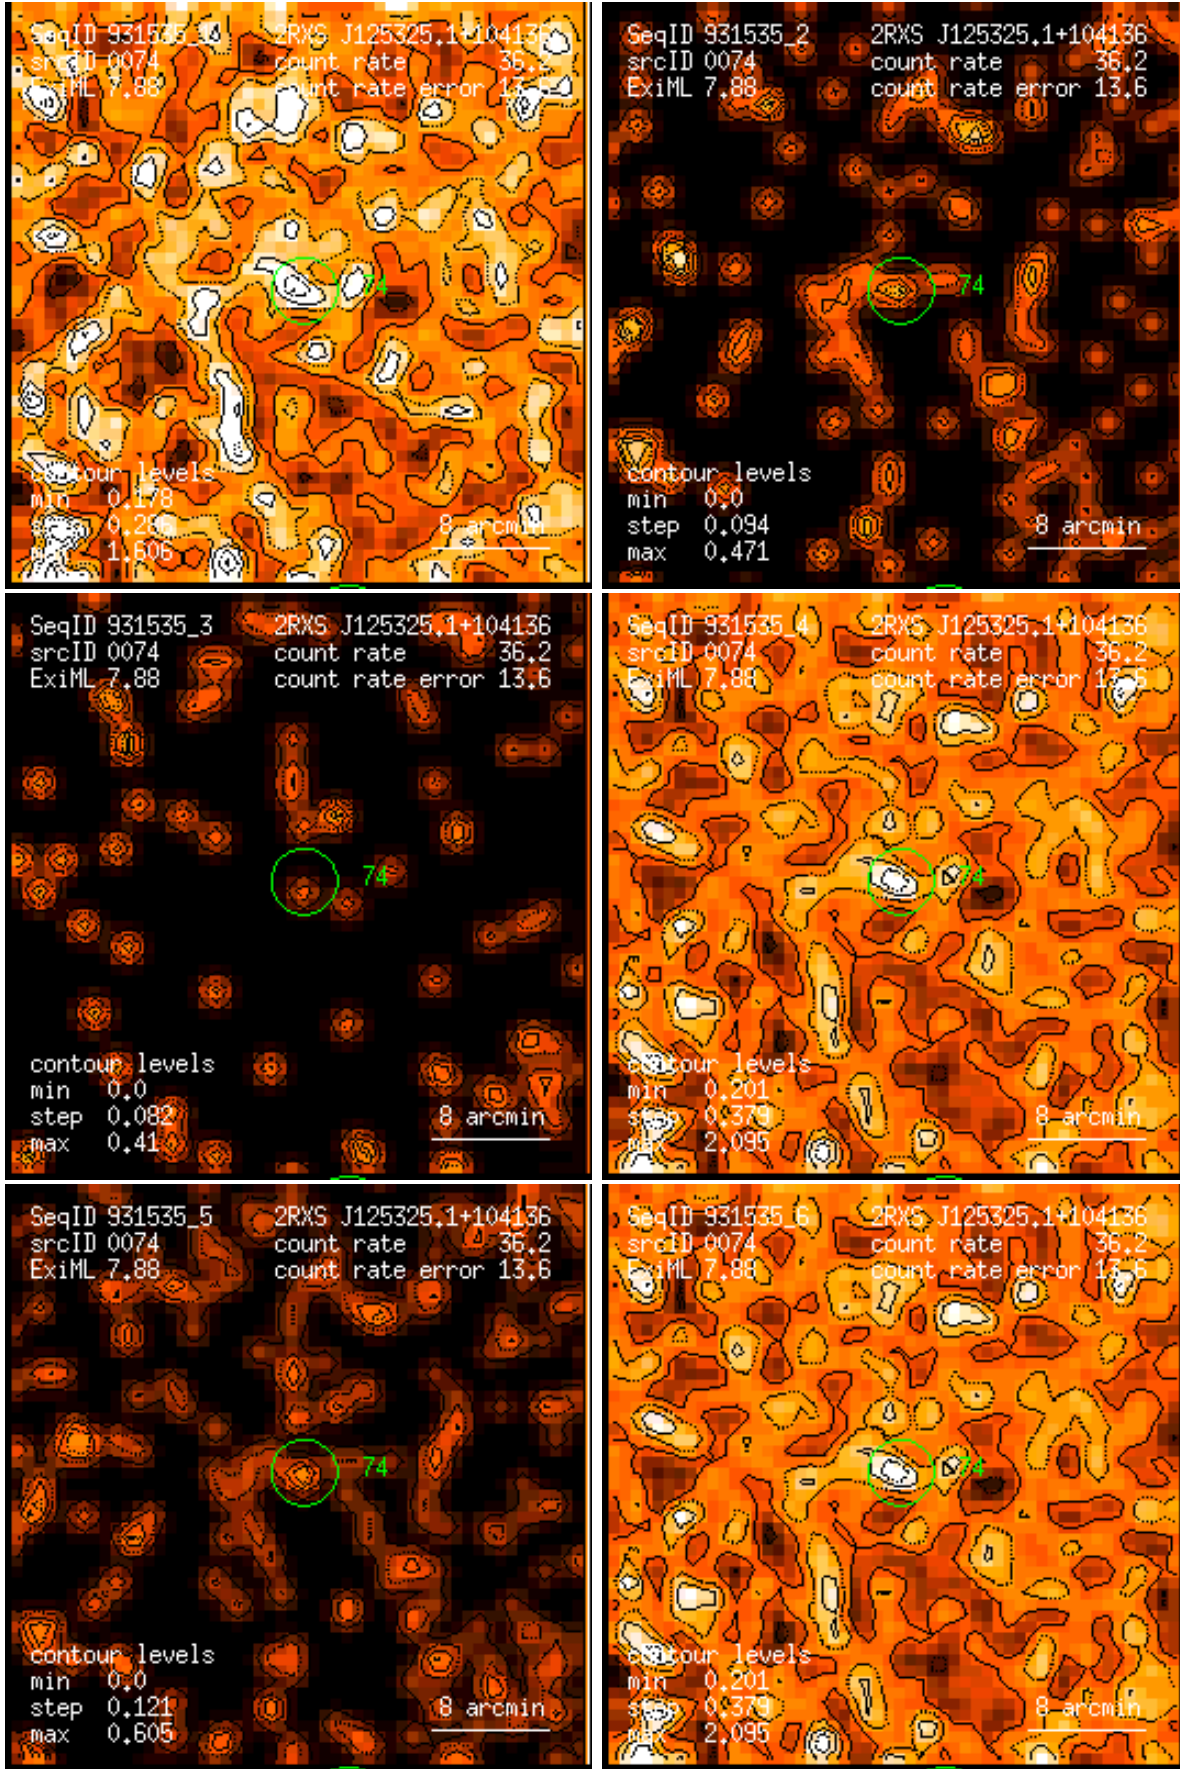 SeqID 931535_1 2RXS J125325.1+104136
srcID 0074 count rate 36.2
ExiML 7.88 count rate error 13.6
74
contour levels
min 0.178
step 0.286
max 1.606
8 arcmin
SeqID 931535_2 2RXS J125325.1+104136
srcID 0074 count rate 36.2
ExiML 7.88 count rate error 13.6
74
contour levels
min 0.0
step 0.094
max 0.471
8 arcmin
SeqID 931535_3 2RXS J125325.1+104136
srcID 0074 count rate 36.2
ExiML 7.88 count rate error 13.6
74
contour levels
min 0.0
step 0.082
max 0.41
8 arcmin
SeqID 931535_4 2RXS J125325.1+104136
srcID 0074 count rate 36.2
ExiML 7.88 count rate error 13.6
74
contour levels
min 0.201
step 0.379
max 2.095
8 arcmin
SeqID 931535_5 2RXS J125325.1+104136
srcID 0074 count rate 36.2
ExiML 7.88 count rate error 13.6
74
contour levels
min 0.0
step 0.121
max 0.605
8 arcmin
SeqID 931535_6 2RXS J125325.1+104136
srcID 0074 count rate 36.2
ExiML 7.88 count rate error 13.6
74
contour levels
min 0.201
step 0.379
max 2.095
8 arcmin